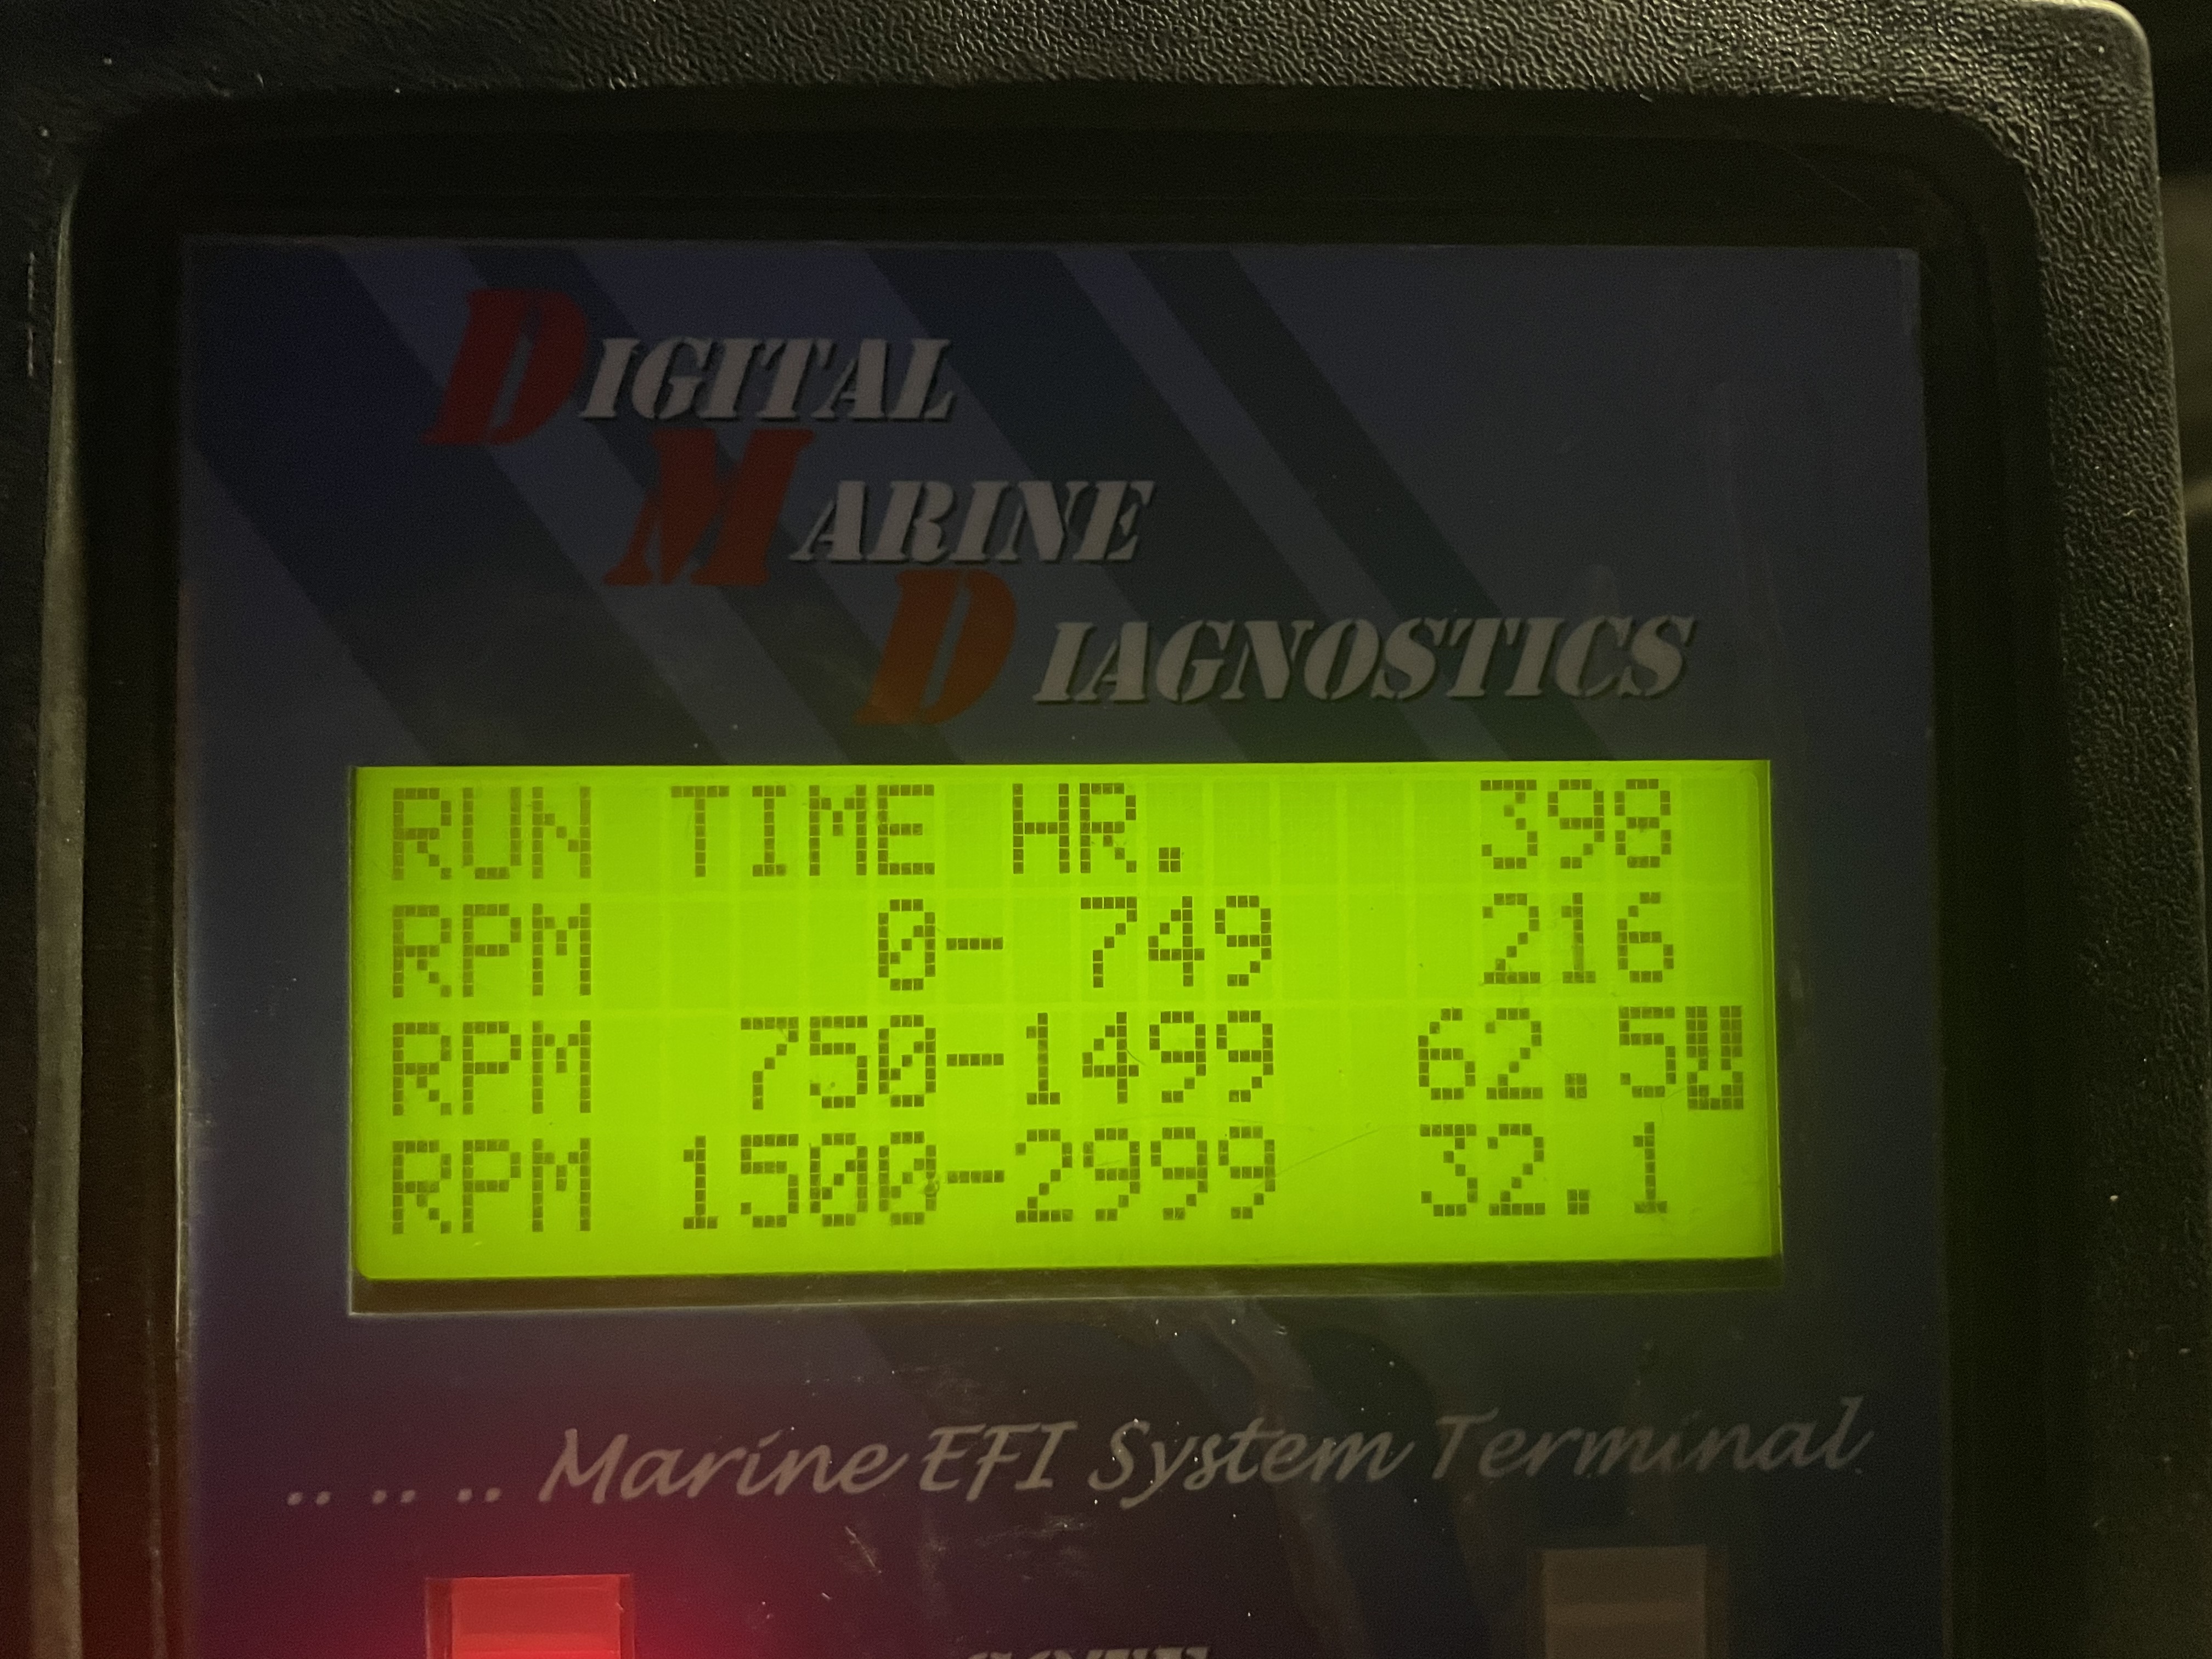 DIGITAL
MARINE
DIAGNOSTICS
RUN TIME HR. 398
RPM 0- 749 216
RPM 750-1499 62.5
RPM 1500-2999 32.1
.. .. .. Marine EFI System Terminal